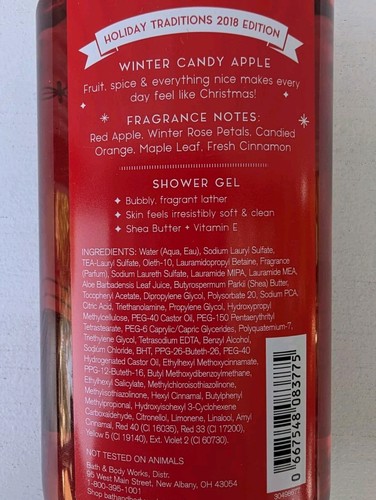 HOLIDAY TRADITIONS 2018 EDITION
WINTER CANDY APPLE
Fruit, spice & everything nice makes every
day feel like Christmas!
FRAGRANCE NOTES:
Red Apple, Winter Rose Petals, Candied
Orange, Maple Leaf, Fresh Cinnamon
SHOWER GEL
Bubbly, fragrant lather
Skin feels irresistibly soft & clean
Shea Butter + Vitamin E
INGREDIENTS: Water (Aqua, Eau), Sodium Lauryl Sulfate,
TEA-Lauryl Sulfate, Oleth-10, Lauramidopropyl Betaine, Fragrance
(Parfum), Sodium Laureth Sulfate, Lauramide MIPA, Lauramide MEA,
Aloe Barbadensis Leaf Juice, Butyrospermum Parkii (Shea) Butter,
Tocopheryl Acetate, Dipropylene Glycol, Polysorbate 20, Sodium PCA,
Citric Acid, Triethanolamine, Propylene Glycol, Hydroxypropyl
Methylcellulose, PEG-40 Castor Oil, PEG-150 Pentaerythrityl
Tetrastearate, PEG-6 Caprylic/Capric Glycerides, Polyquaternium-7,
Triethylene Glycol, Tetrasodium EDTA, Benzyl Alcohol,
Sodium Chloride, BHT, PPG-26-Buteth-26, PEG-40
Hydrogenated Castor Oil, Ethylhexyl Methoxycinnamate,
PPG-12-Buteth-16, Butyl Methoxydibenzoylmethane,
Ethylhexyl Salicylate, Methylchloroisothiazolinone,
Methylisothiazolinone, Hexyl Cinnamal, Butylphenyl
Methylpropional, Hydroxyisohexyl 3-Cyclohexene
Carboxaldehyde, Citronellol, Limonene, Linalool, Amyl
Cinnamal, Red 40 (CI 16035), Red 33 (CI 17200),
Yellow 5 (CI 19140), Ext. Violet 2 (CI 60730).
NOT TESTED ON ANIMALS
Bath & Body Works, Distr.
95 West Main Street, New Albany, OH 43054
1-800-395-1001
Shop
0 667548 083775